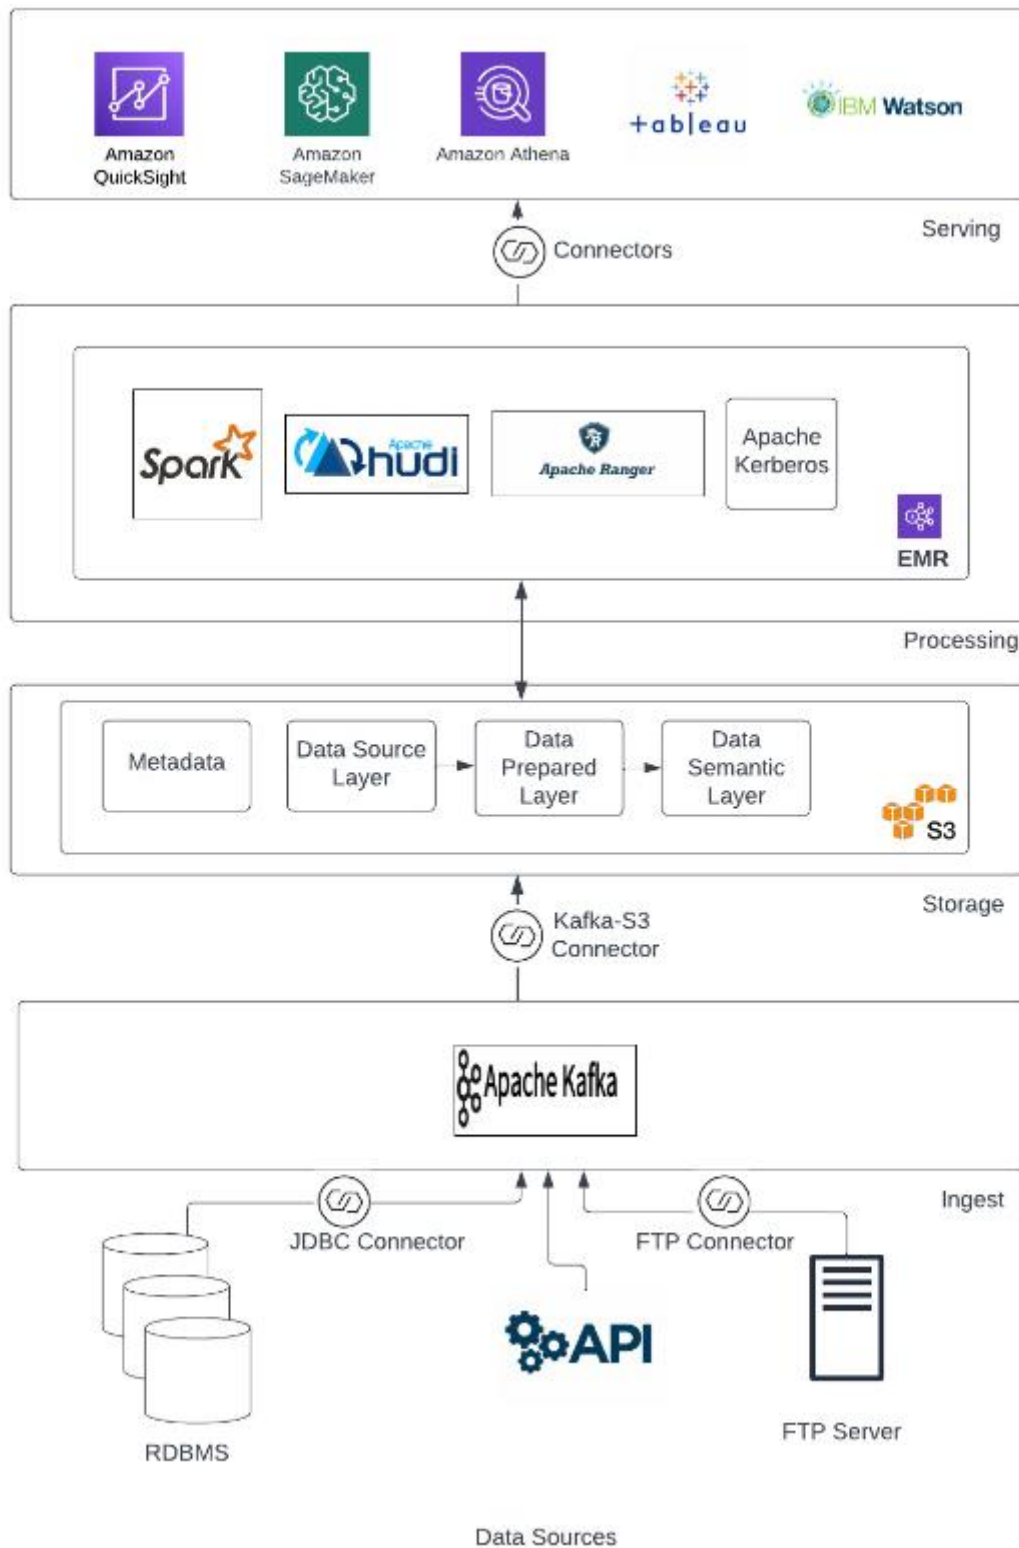 Amazon
QuickSight
Amazon
SageMaker
Amazon Athena
+ableau
IBM Watson
Serving
Connectors
Spark
Apache
hudi
Apache Ranger
Apache
Kerberos
EMR
Processing
Metadata
Data Source
Layer
Data
Prepared
Layer
Data
Semantic
Layer
S3
Storage
Kafka-S3
Connector
Apache Kafka
Ingest
JDBC Connector
FTP Connector
API
RDBMS
FTP Server
Data Sources